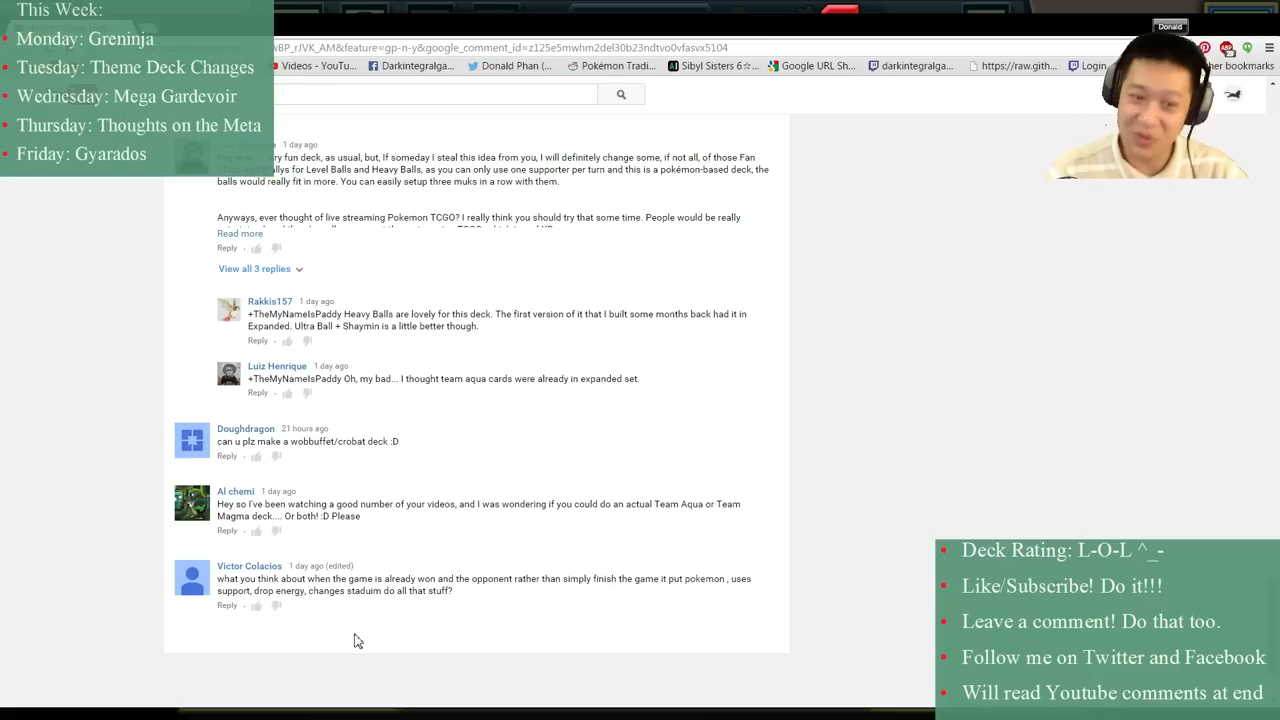 This Week:
• Monday: Greninja
• Tuesday: Theme Deck Changes
• Wednesday: Mega Gardevoir
• Thursday: Thoughts on the Meta
• Friday: Gyarados
Donald
wBP_rJVK_AM&feature=gp-n-y&google_comment_id=z125e5mwhm2del30b23ndtvo0vfasvx5104
Videos - YouTu... Darkintegralga... Donald Phan (... Pokémon Tradi... Sibyl Sisters 6☆... Google URL Sh... darkintegralga... https://raw.gith... Login bookmarks
1 day ago
ry fun deck, as usual, but, If someday I steal this idea from you, I will definitely change some, if not all, of those Fan
llys for Level Balls and Heavy Balls, as you can only use one supporter per turn and this is a pokémon-based deck, the
balls would really fit in more. You can easily setup three muks in a row with them.
Anyways, ever thought of live streaming Pokemon TCGO? I really think you should try that some time. People would be really
Read more
Reply ·
View all 3 replies
Rakkis157 1 day ago
+TheMyNameIsPaddy Heavy Balls are lovely for this deck. The first version of it that I built some months back had it in
Expanded. Ultra Ball + Shaymin is a little better though.
Reply ·
Luiz Henrique 1 day ago
+TheMyNameIsPaddy Oh, my bad... I thought team aqua cards were already in expanded set.
Reply ·
Doughdragon 21 hours ago
can u plz make a wobbuffet/crobat deck :D
Reply ·
Al chemi 1 day ago
Hey so I've been watching a good number of your videos, and I was wondering if you could do an actual Team Aqua or Team
Magma deck.... Or both! :D Please
Reply ·
Victor Colacios 1 day ago (edited)
what you think about when the game is already won and the opponent rather than simply finish the game it put pokemon , uses
support, drop energy, changes staduim do all that stuff?
Reply ·
• Deck Rating: L-O-L ^_-
• Like/Subscribe! Do it!!!
• Leave a comment! Do that too.
• Follow me on Twitter and Facebook
• Will read Youtube comments at end